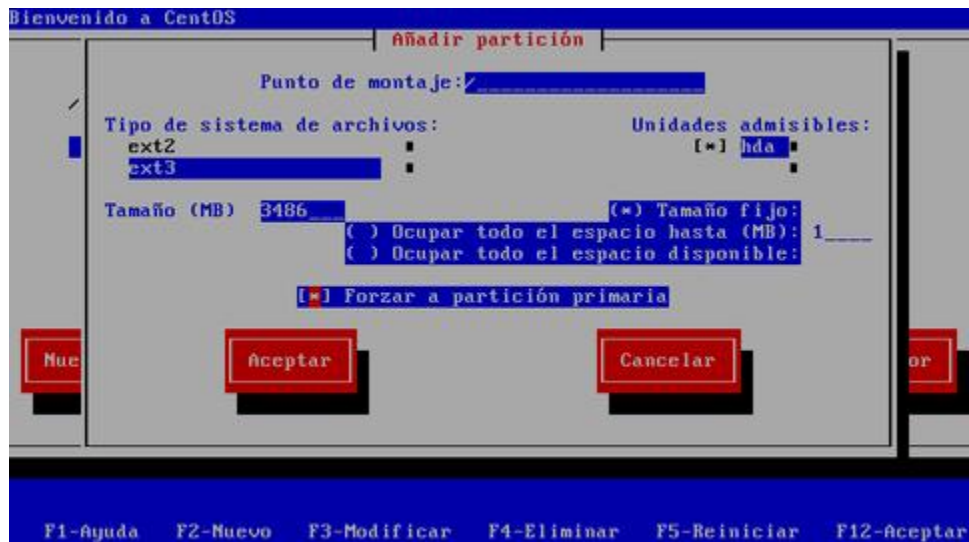 Bienvenido a CentOS
Añadir partición
Punto de montaje:/
Tipo de sistema de archivos: Unidades admisibles:
ext2 [*] hda
ext3
Tamaño (MB) 3486___ (*) Tamaño fijo:
( ) Ocupar todo el espacio hasta (MB): 1____
( ) Ocupar todo el espacio disponible:
[*] Forzar a partición primaria
Nue Aceptar Cancelar or
F1-Ayuda F2-Nuevo F3-Modificar F4-Eliminar F5-Reiniciar F12-Aceptar